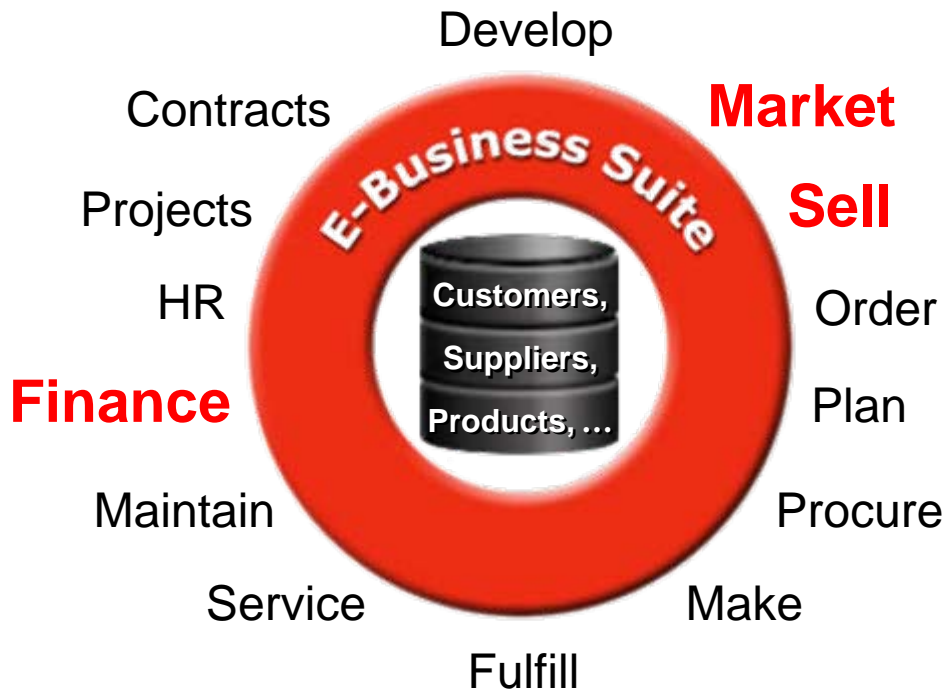 Develop
Contracts
Market
E-Business Suite
Projects
Sell
HR
Customers,
Order
Suppliers,
Finance
Products, ...
Plan
Maintain
Procure
Service
Make
Fulfill